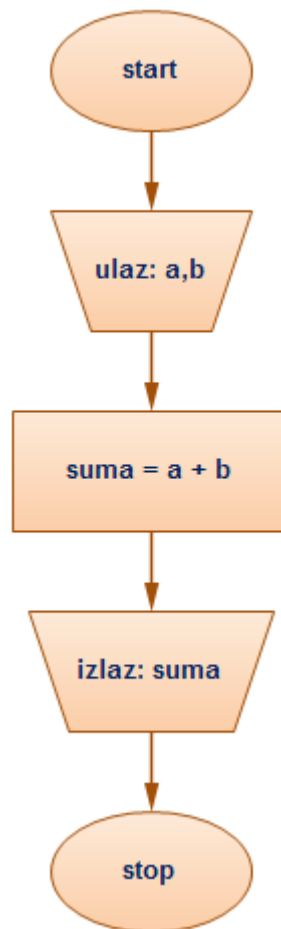 start
ulaz: a,b
suma = a + b
izlaz: suma
stop